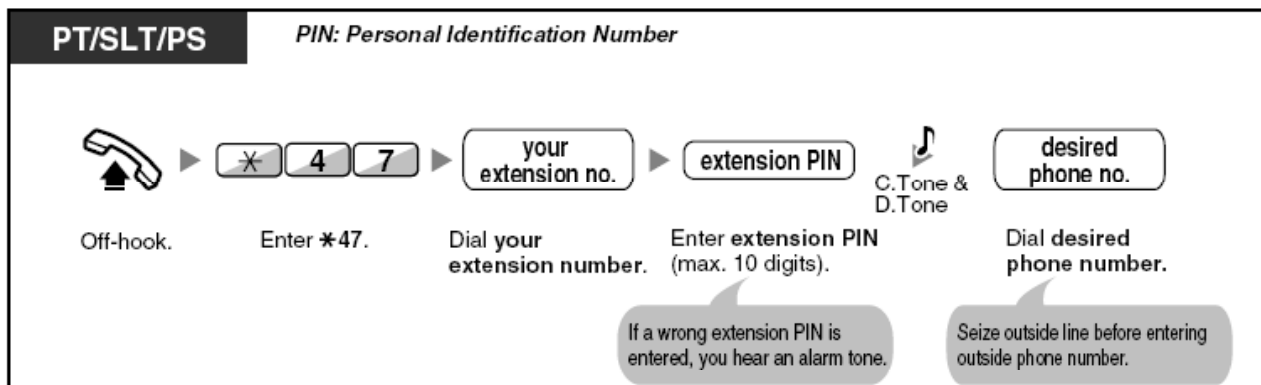 PT/SLT/PS
PIN: Personal Identification Number
* 4 7
your
extension no.
extension PIN
C.Tone &
D.Tone
desired
phone no.
Off-hook.
Enter *47.
Dial your
extension number.
Enter extension PIN
(max. 10 digits).
Dial desired
phone number.
If a wrong extension PIN is
entered, you hear an alarm tone.
Seize outside line before entering
outside phone number.